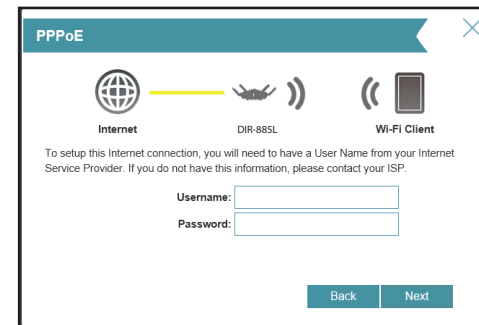 PPPoE
Internet
DIR-885L
Wi-Fi Client
To setup this Internet connection, you will need to have a User Name from your Internet
Service Provider. If you do not have this information, please contact your ISP.
Username:
Password:
Back
Next